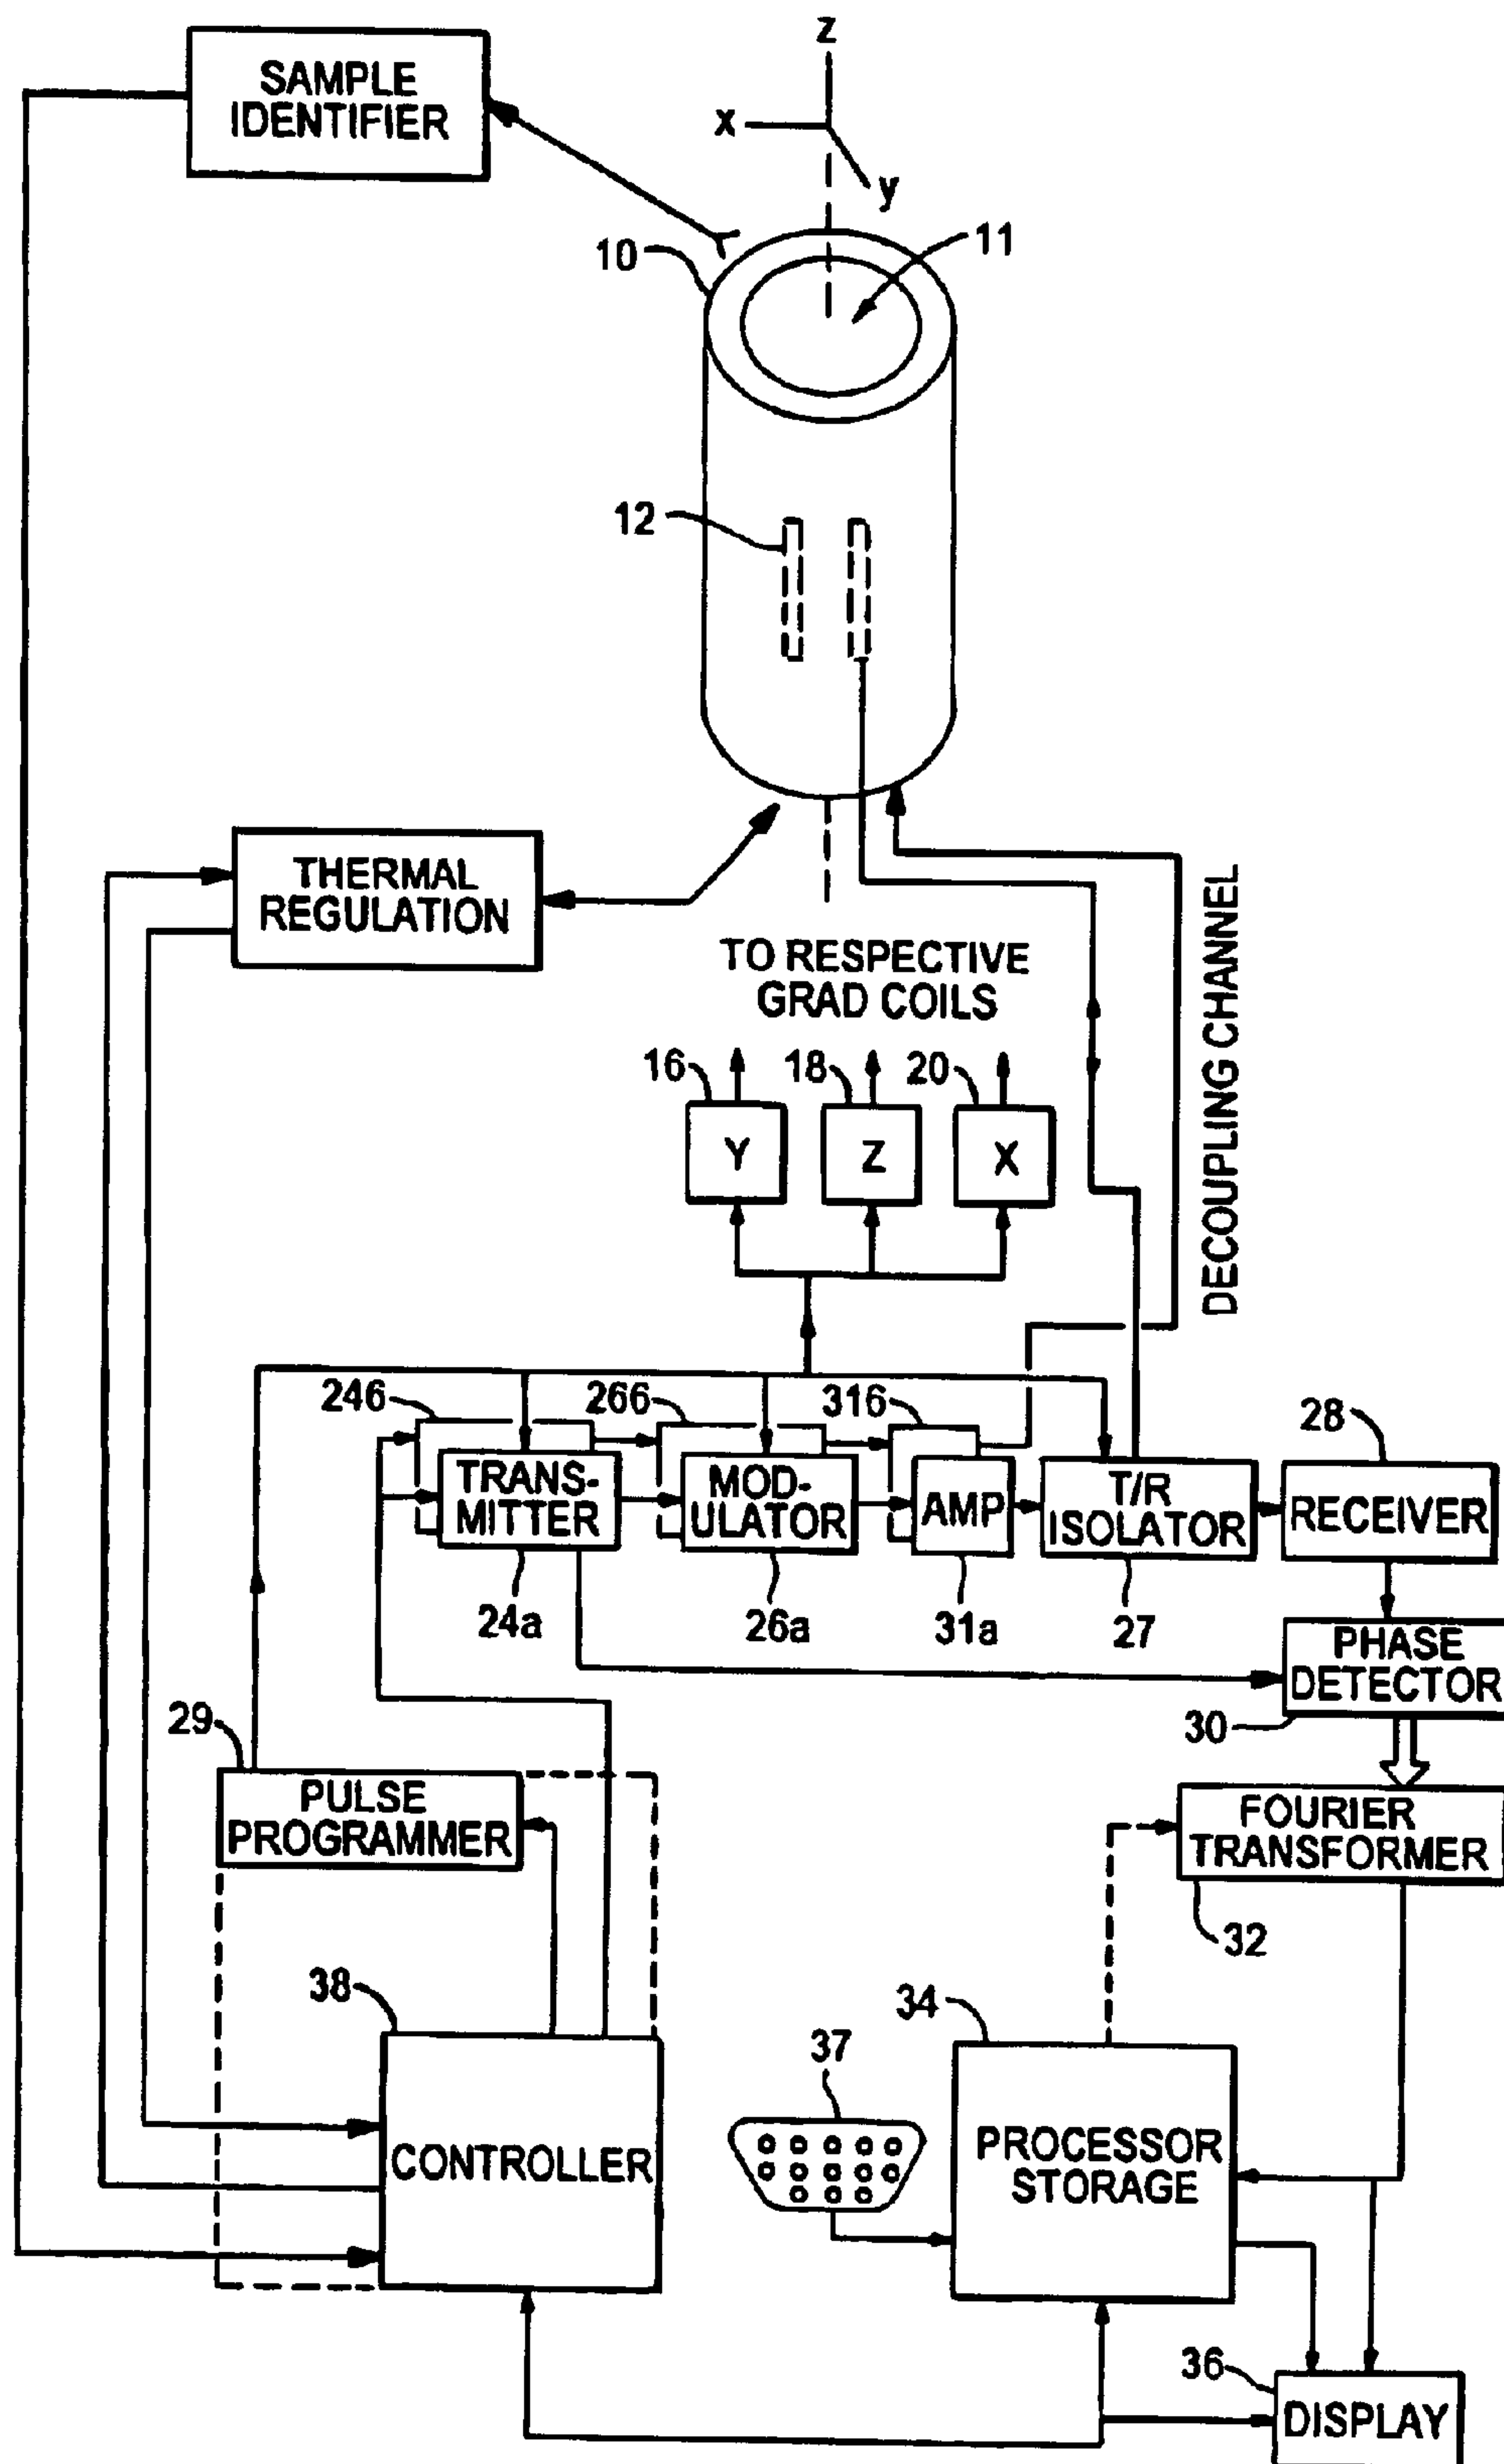 z
SAMPLE
IDENTIFIER
x
y
10
11
12
THERMAL
REGULATION
TO RESPECTIVE
GRAD COILS
DECOUPLING CHANNEL
16
18
20
Y
Z
X
246
266
316
28
TRANS-
MITTER
MOD-
ULATOR
AMP
T/R
ISOLATOR
RECEIVER
24a
26a
31a
27
PHASE
DETECTOR
30
29
PULSE
PROGRAMMER
FOURIER
TRANSFORMER
32
38
34
37
CONTROLLER
PROCESSOR
STORAGE
36
DISPLAY